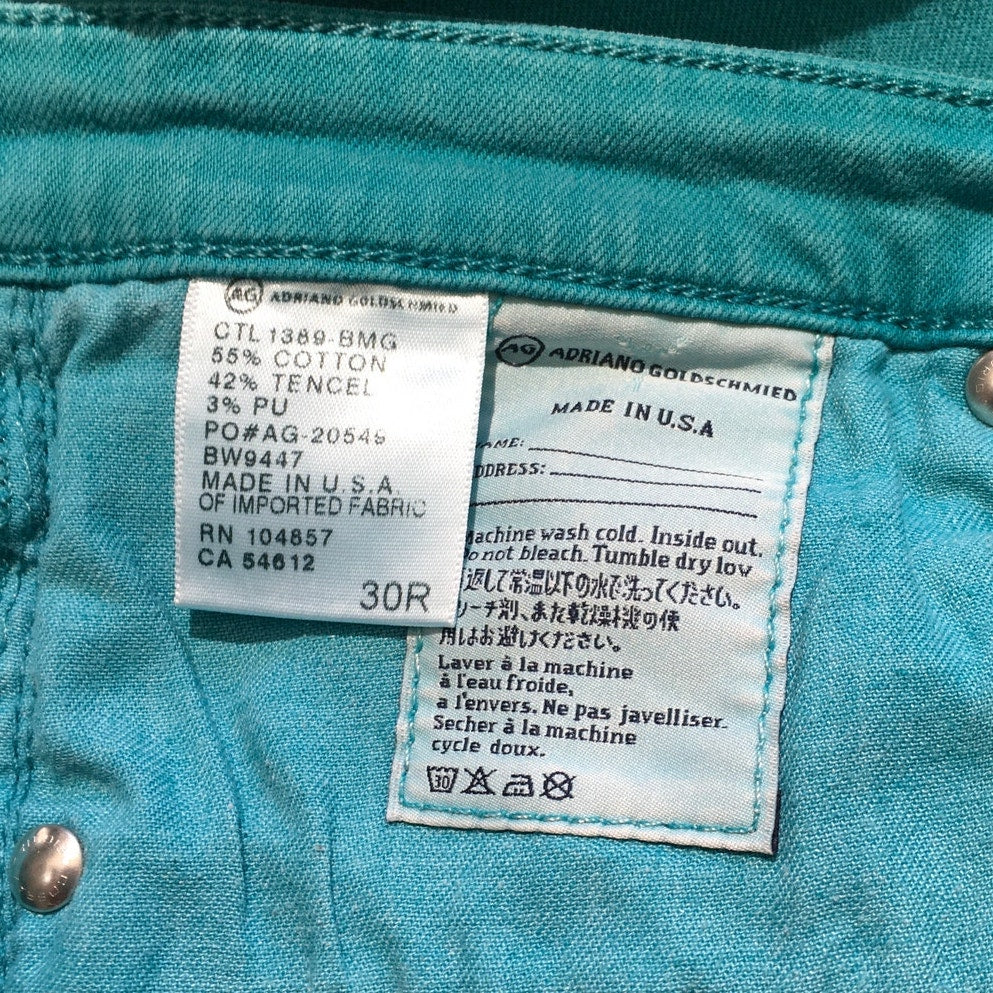 AG ADRIANO GOLDSCHMIED
CTL 1389-BMG
55% COTTON
42% TENCEL
3% PU
PO#AG-20549
BW9447
MADE IN U.S.A.
OF IMPORTED FABRIC
RN 104857
CA 54612
30R
AG ADRIANO GOLDSCHMIED
MADE IN U.S.A
AME:
DDRESS:
Machine wash cold. Inside out.
Do not bleach. Tumble dry low
返して常温以下の水で洗ってください。
リーチ剤、また乾燥機の使
用はお避けください。
Laver à la machine
à l'eau froide,
a l'envers. Ne pas javelliser.
Secher à la machine
cycle doux.
30